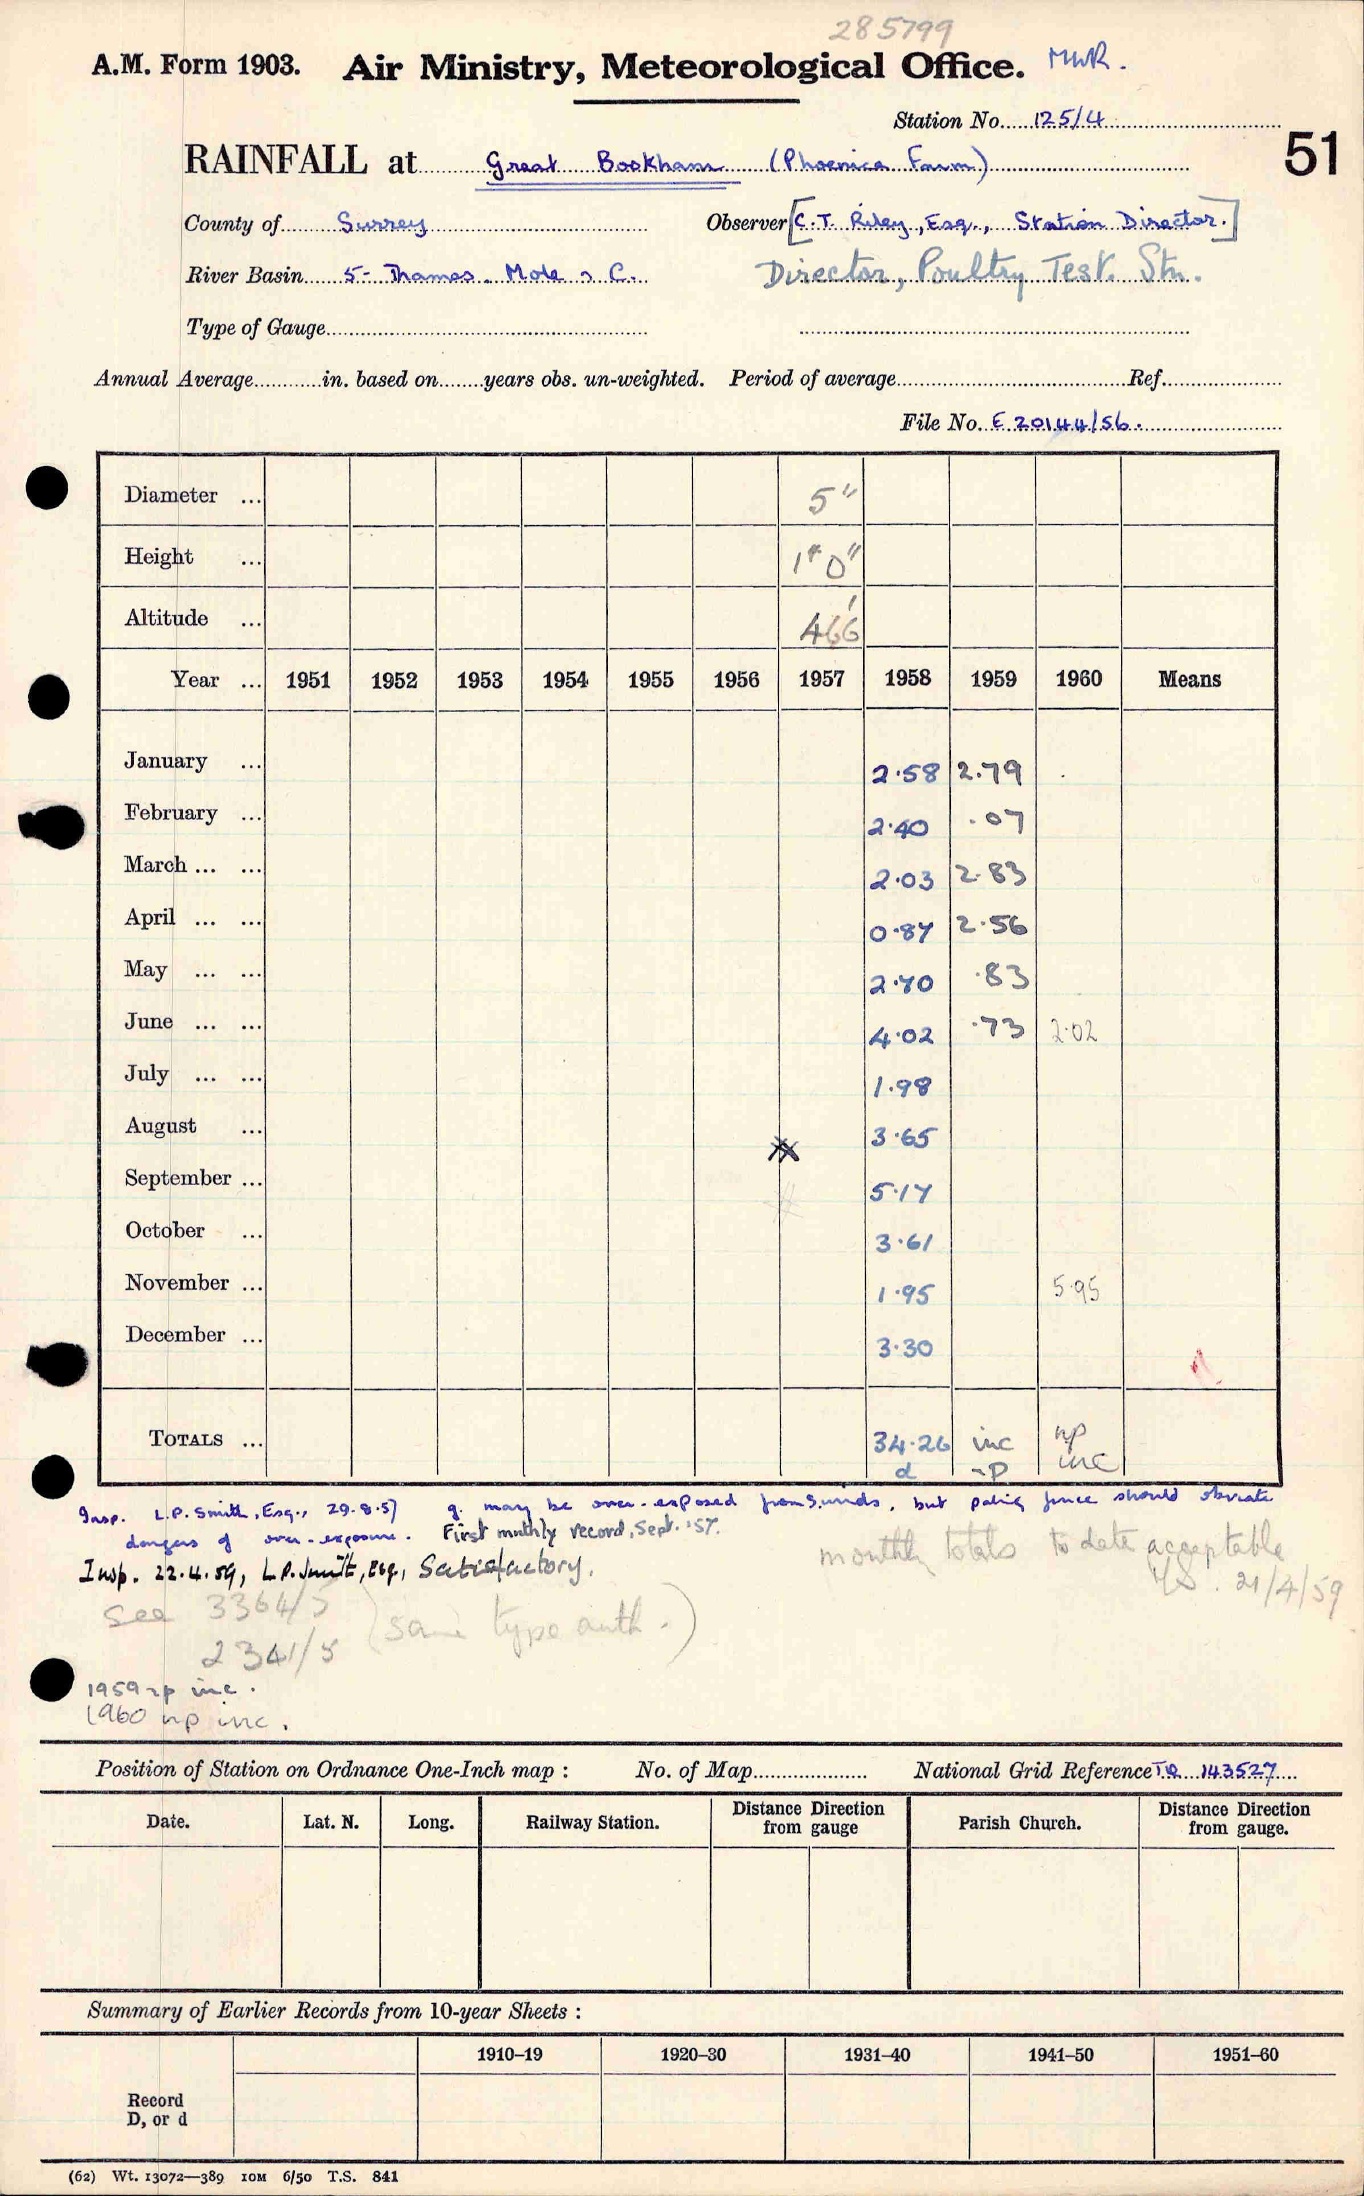 285799
A.M. Form 1903. Air Ministry, Meteorological Office. MWR.
Station No. 125/4
51
RAINFALL at Great Bookham (Phoenice Farm)
County of Surrey Observer [C.T. Riley, Esq., Station Director.]
River Basin 5- Thames. Mole & C. Director, Poultry Test. Stn.
Type of Gauge
Annual Average in. based on years obs. un-weighted. Period of average Ref.
File No. E 20144/56.
Diameter ... 5"
Height ... 1' 0"
Altitude ... 466'
Year ... 1951 1952 1953 1954 1955 1956 1957 1958 1959 1960 Means
January ... 2.58 2.79
February ... 2.40 .07
March ... ... 2.03 2.83
April ... ... 0.87 2.56
May ... ... 2.70 .83
June ... ... 4.02 .73 2.02
July ... ... 1.98
August ... 3.65
September ... 5.17
October ... 3.61
November ... 1.95 5.95
December ... 3.30
TOTALS ... 34.26 inc np
d np inc
Insp. L.P. Smith, Esq., 29.8.57 g. may be over-exposed from S. winds, but paling fence should obviate
dangers of over-exposure. First monthly record, Sept. '57.
monthly totals to date acceptable
Insp. 22.4.59, L.P. Smith, Esq., Satisfactory.
21/4/59
See 3364/5
2341/5 (same type auth.)
1959 np inc.
1960 np inc.
Position of Station on Ordnance One-Inch map : No. of Map National Grid Reference TQ 143527
Date. Lat. N. Long. Railway Station. Distance Direction from gauge Parish Church. Distance Direction from gauge.
Summary of Earlier Records from 10-year Sheets :
1910–19 1920–30 1931–40 1941–50 1951–60
Record
D, or d
(62) Wt. 13072—389 10M 6/50 T.S. 841